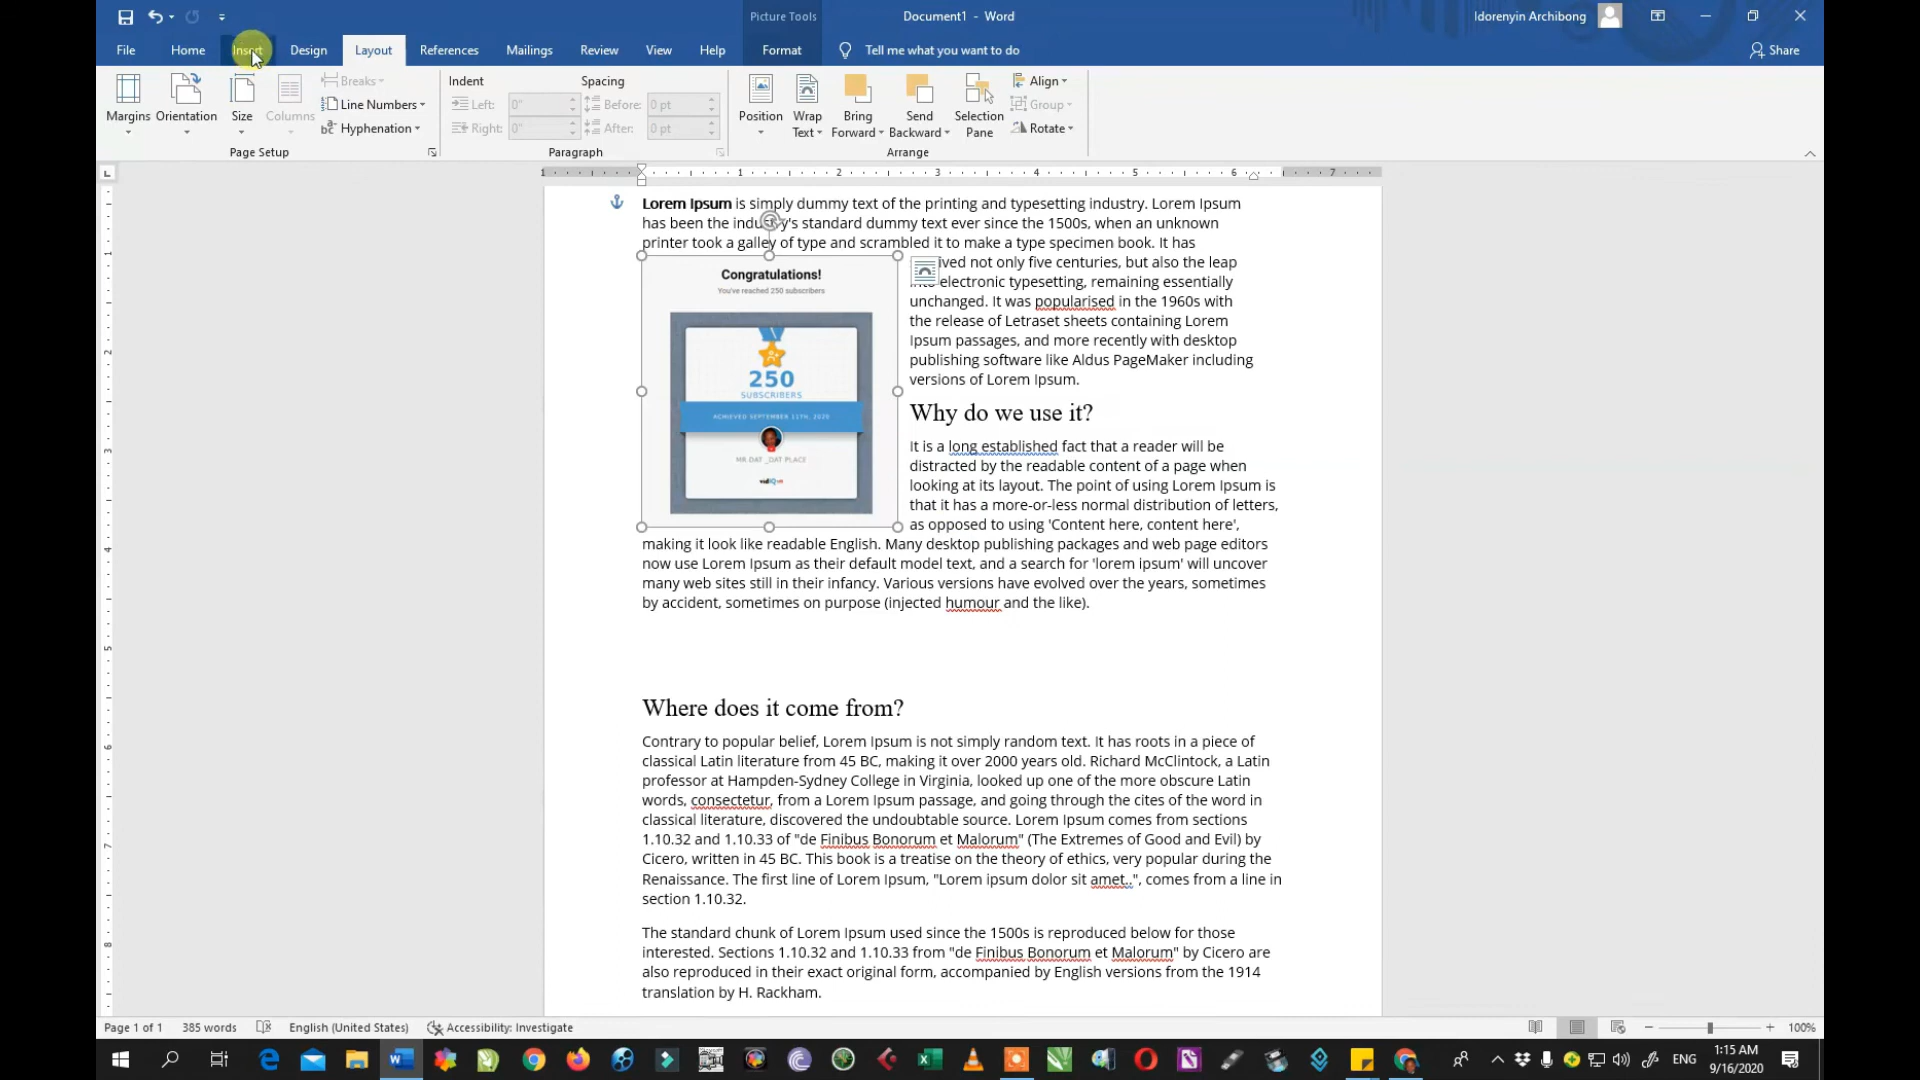 Picture Tools
Document1 - Word
Idorenyin Archibong
File Home Insert Design Layout References Mailings Review View Help Format Tell me what you want to do Share
Margins Orientation Size Columns
Breaks
Line Numbers
Hyphenation
Page Setup
Indent Spacing
Left: 0" Before: 0 pt
Right: 0" After: 0 pt
Paragraph
Position Wrap Text Bring Forward Send Backward Selection Pane
Align
Group
Rotate
Arrange
1 1 2 3 4 5 6 7
Lorem Ipsum is simply dummy text of the printing and typesetting industry. Lorem Ipsum
has been the industry's standard dummy text ever since the 1500s, when an unknown
printer took a galley of type and scrambled it to make a type specimen book. It has
ived not only five centuries, but also the leap
into electronic typesetting, remaining essentially
unchanged. It was popularised in the 1960s with
the release of Letraset sheets containing Lorem
Ipsum passages, and more recently with desktop
publishing software like Aldus PageMaker including
versions of Lorem Ipsum.
Congratulations!
You've reached 250 subscribers
250
SUBSCRIBERS
ACHIEVED SEPTEMBER 11TH, 2020
MR.DAT _DAT PLACE
vidIQ
Why do we use it?
It is a long established fact that a reader will be
distracted by the readable content of a page when
looking at its layout. The point of using Lorem Ipsum is
that it has a more-or-less normal distribution of letters,
as opposed to using 'Content here, content here',
making it look like readable English. Many desktop publishing packages and web page editors
now use Lorem Ipsum as their default model text, and a search for 'lorem ipsum' will uncover
many web sites still in their infancy. Various versions have evolved over the years, sometimes
by accident, sometimes on purpose (injected humour and the like).
Where does it come from?
Contrary to popular belief, Lorem Ipsum is not simply random text. It has roots in a piece of
classical Latin literature from 45 BC, making it over 2000 years old. Richard McClintock, a Latin
professor at Hampden-Sydney College in Virginia, looked up one of the more obscure Latin
words, consectetur, from a Lorem Ipsum passage, and going through the cites of the word in
classical literature, discovered the undoubtable source. Lorem Ipsum comes from sections
1.10.32 and 1.10.33 of "de Finibus Bonorum et Malorum" (The Extremes of Good and Evil) by
Cicero, written in 45 BC. This book is a treatise on the theory of ethics, very popular during the
Renaissance. The first line of Lorem Ipsum, "Lorem ipsum dolor sit amet..", comes from a line in
section 1.10.32.
The standard chunk of Lorem Ipsum used since the 1500s is reproduced below for those
interested. Sections 1.10.32 and 1.10.33 from "de Finibus Bonorum et Malorum" by Cicero are
also reproduced in their exact original form, accompanied by English versions from the 1914
translation by H. Rackham.
Page 1 of 1 385 words English (United States) Accessibility: Investigate 100%
ENG
1:15 AM
9/16/2020